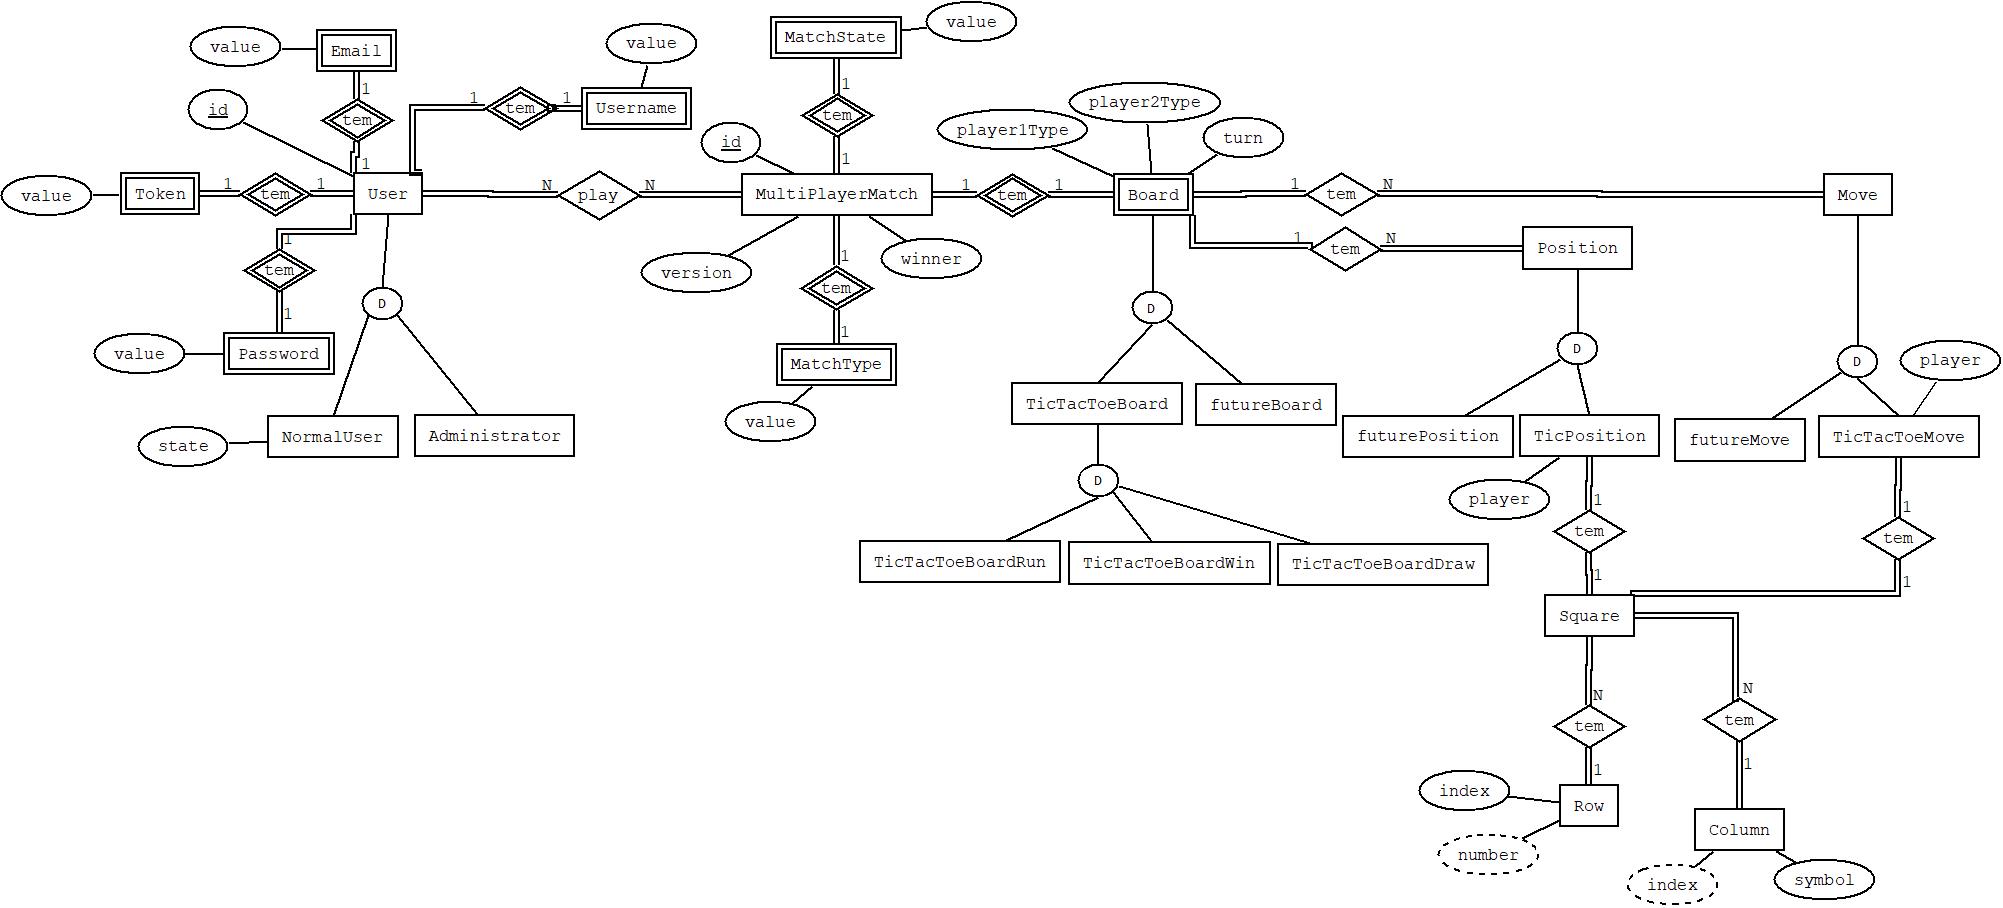 value
Email
1
id
tem
1
1
tem
1
Username
value
MatchState
value
1
tem
1
id
player1Type
player2Type
turn
value
Token
1
tem
1
User
N
play
N
MultiPlayerMatch
1
tem
1
Board
1
tem
N
Move
1
tem
N
Position
1
tem
1
value
Password
D
state
NormalUser
Administrator
version
winner
1
tem
1
MatchType
value
D
TicTacToeBoard
futureBoard
D
TicTacToeBoardRun
TicTacToeBoardWin
TicTacToeBoardDraw
D
futurePosition
TicPosition
player
D
player
futureMove
TicTacToeMove
1
tem
1
1
tem
1
Square
N
tem
1
N
tem
1
index
Row
number
Column
index
symbol